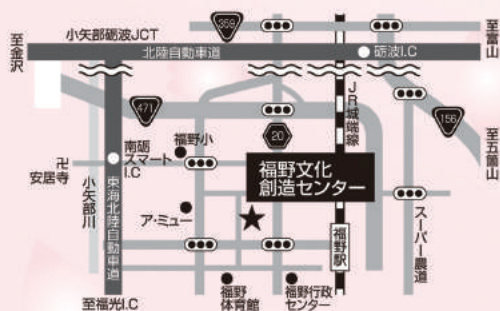 359
小矢部砺波JCT
至金沢
北陸自動車道
砺波I.C
至富山
471
20
156
JR城端線
至五箇山
南砺
スマート
I.C
福野小
卍
安居寺
小矢部川
東海北陸自動車道
福野文化
創造センター
ア・ミュー
★
福野駅
スーパー農道
福野
体育館
福野行政
センター
至福光I.C